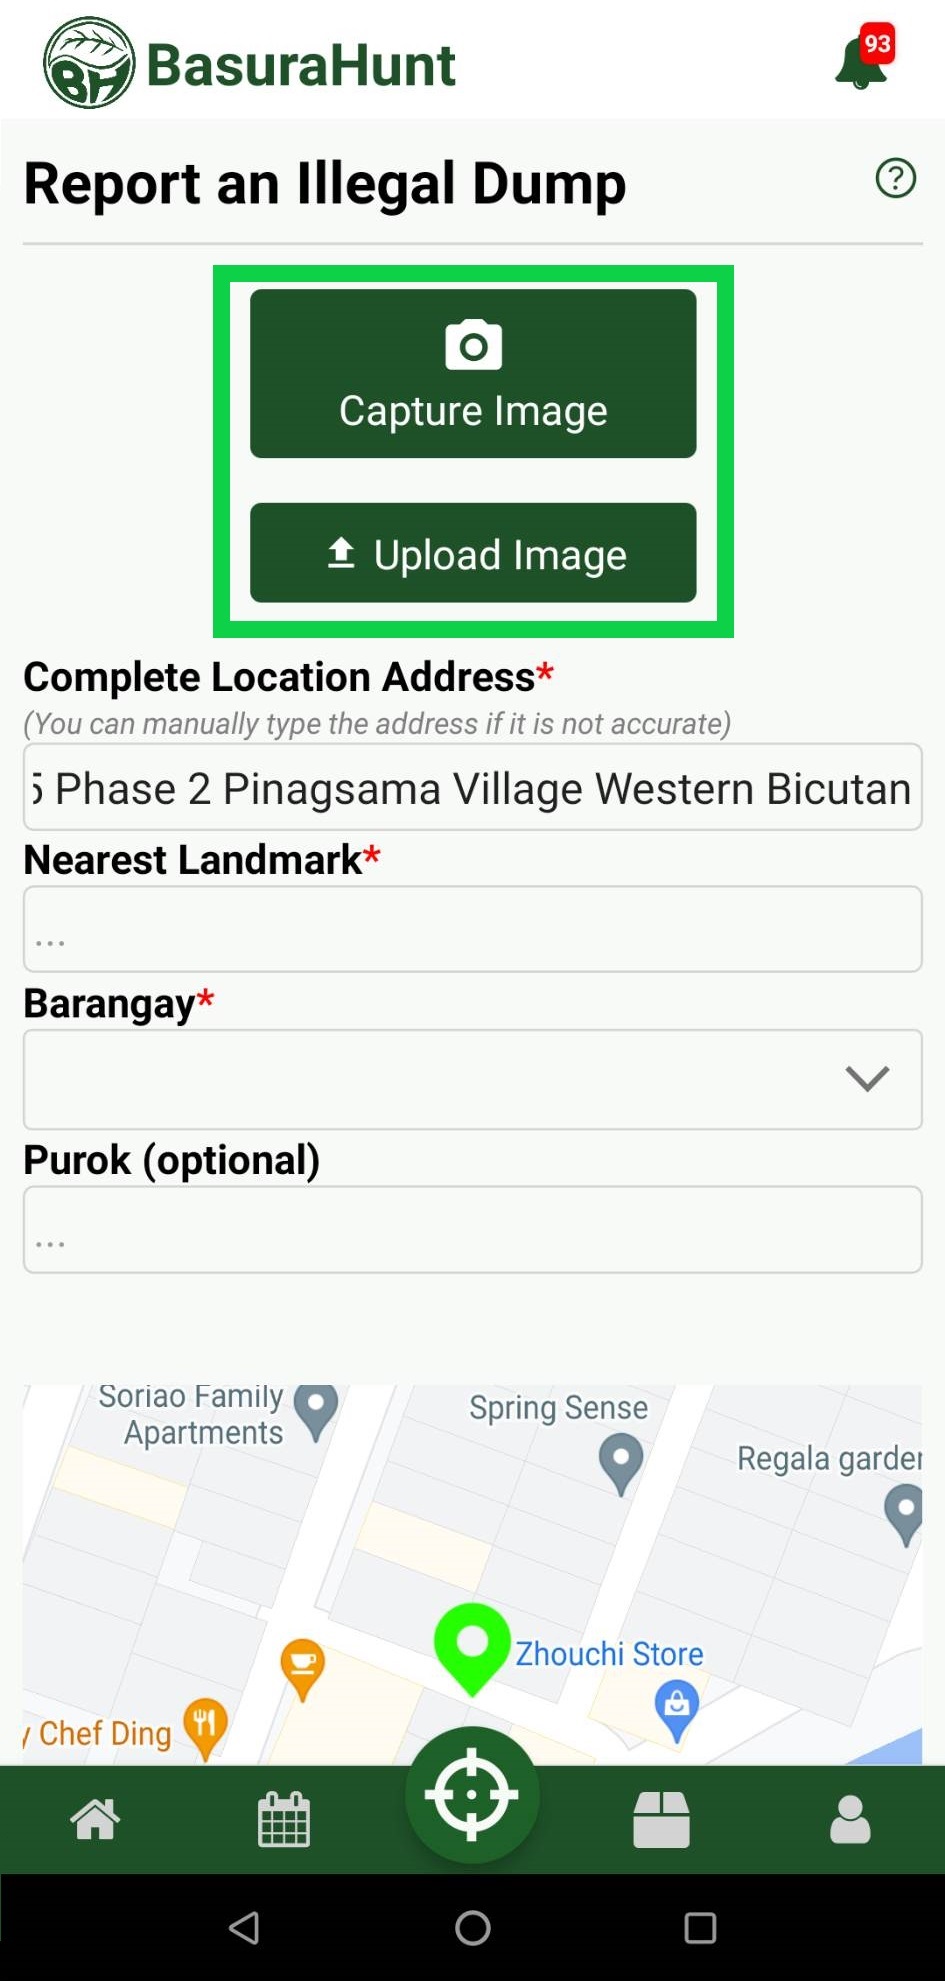 BH BasuraHunt
93
Report an Illegal Dump
?
Capture Image
Upload Image
Complete Location Address*
(You can manually type the address if it is not accurate)
Phase 2 Pinagsama Village Western Bicutan
Nearest Landmark*
...
Barangay*
Purok (optional)
...
Soriao Family
Apartments
Spring Sense
Regala garden
Zhouchi Store
y Chef Ding